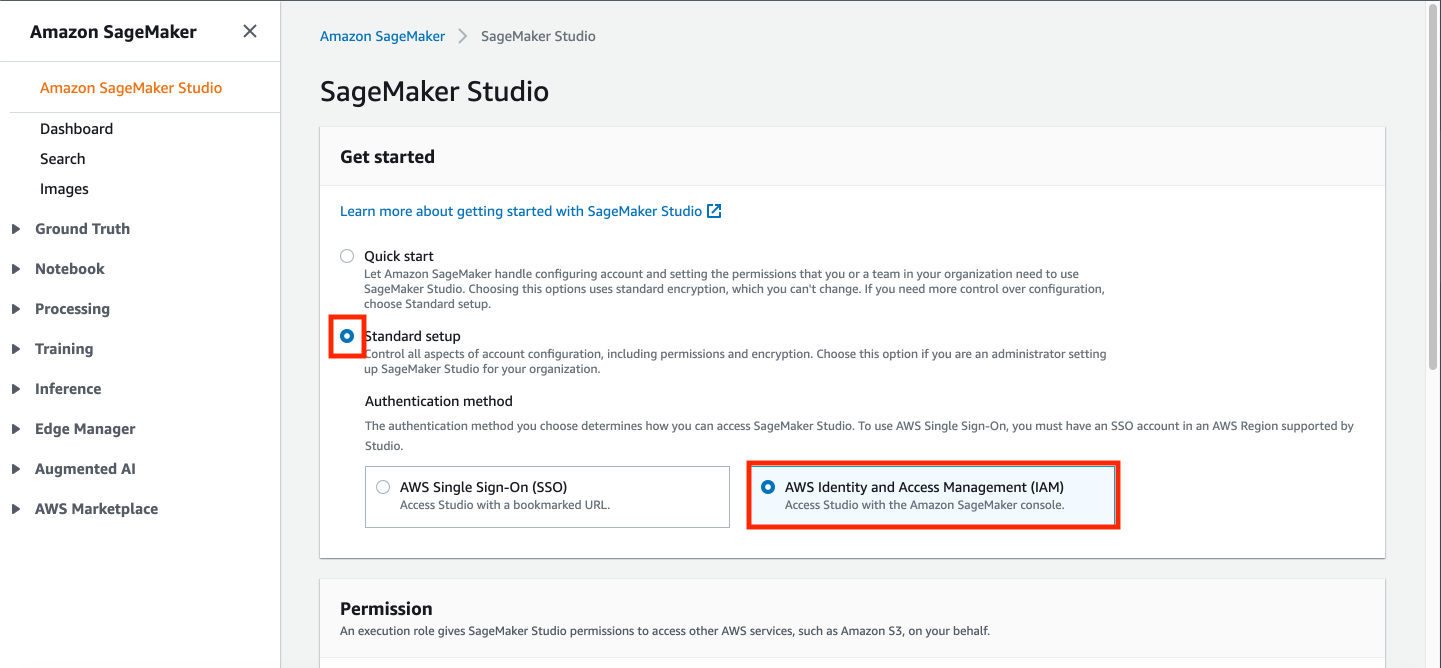 Amazon SageMaker
Amazon SageMaker Studio
Dashboard
Search
Images
Ground Truth
Notebook
Processing
Training
Inference
Edge Manager
Augmented AI
AWS Marketplace
Amazon SageMaker > SageMaker Studio
SageMaker Studio
Get started
Learn more about getting started with SageMaker Studio
Quick start
Let Amazon SageMaker handle configuring account and setting the permissions that you or a team in your organization need to use
SageMaker Studio. Choosing this options uses standard encryption, which you can't change. If you need more control over configuration,
choose Standard setup.
Standard setup
Control all aspects of account configuration, including permissions and encryption. Choose this option if you are an administrator setting
up SageMaker Studio for your organization.
Authentication method
The authentication method you choose determines how you can access SageMaker Studio. To use AWS Single Sign-On, you must have an SSO account in an AWS Region supported by
Studio.
AWS Single Sign-On (SSO)
Access Studio with a bookmarked URL.
AWS Identity and Access Management (IAM)
Access Studio with the Amazon SageMaker console.
Permission
An execution role gives SageMaker Studio permissions to access other AWS services, such as Amazon S3, on your behalf.